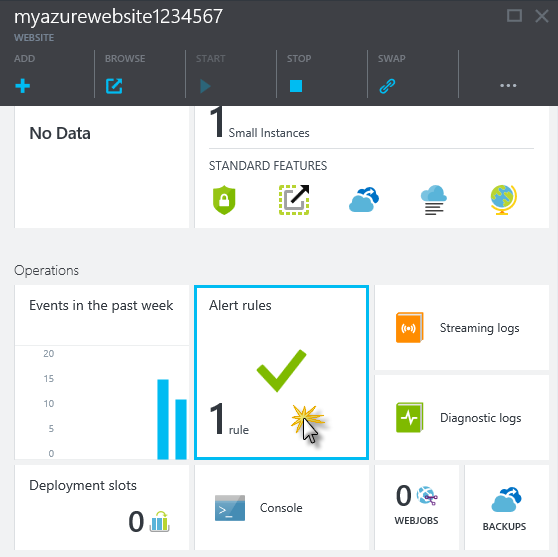 myazurewebsite1234567
WEBSITE
ADD
BROWSE
START
STOP
SWAP
No Data
1 Small Instances
STANDARD FEATURES
Operations
Events in the past week
20
15
10
5
0
Alert rules
1 rule
Streaming logs
Diagnostic logs
Deployment slots
0
Console
0
WEBJOBS
BACKUPS